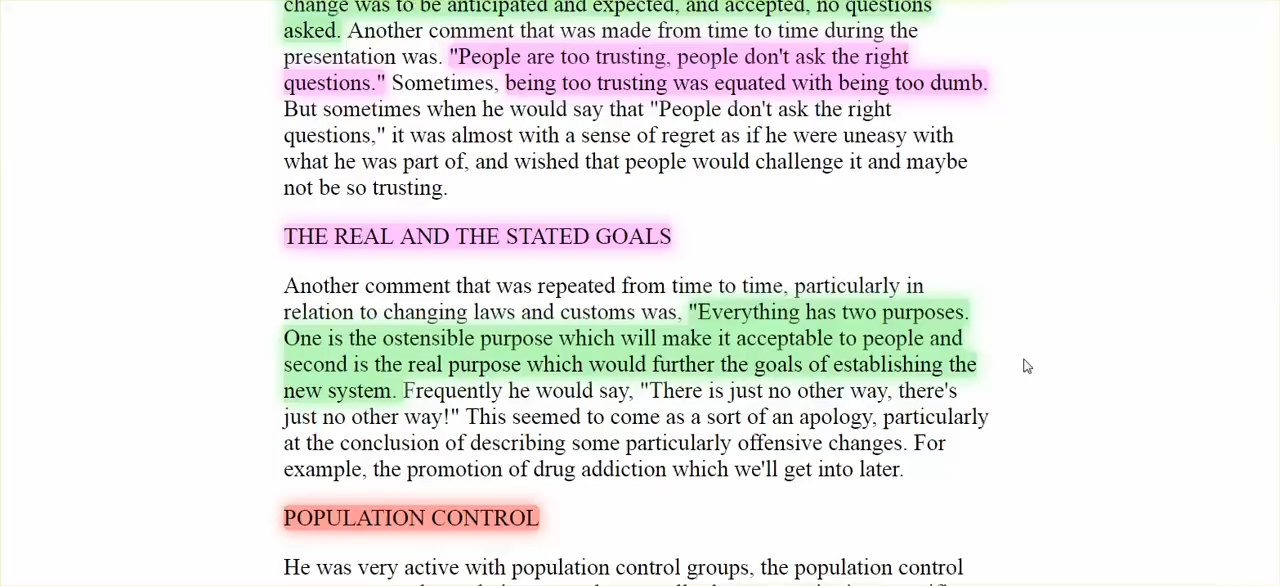 change was to be anticipated and expected, and accepted, no questions
asked. Another comment that was made from time to time during the
presentation was. "People are too trusting, people don't ask the right
questions." Sometimes, being too trusting was equated with being too dumb.
But sometimes when he would say that "People don't ask the right
questions," it was almost with a sense of regret as if he were uneasy with
what he was part of, and wished that people would challenge it and maybe
not be so trusting.
THE REAL AND THE STATED GOALS
Another comment that was repeated from time to time, particularly in
relation to changing laws and customs was, "Everything has two purposes.
One is the ostensible purpose which will make it acceptable to people and
second is the real purpose which would further the goals of establishing the
new system. Frequently he would say, "There is just no other way, there's
just no other way!" This seemed to come as a sort of an apology, particularly
at the conclusion of describing some particularly offensive changes. For
example, the promotion of drug addiction which we'll get into later.
POPULATION CONTROL
He was very active with population control groups, the population control